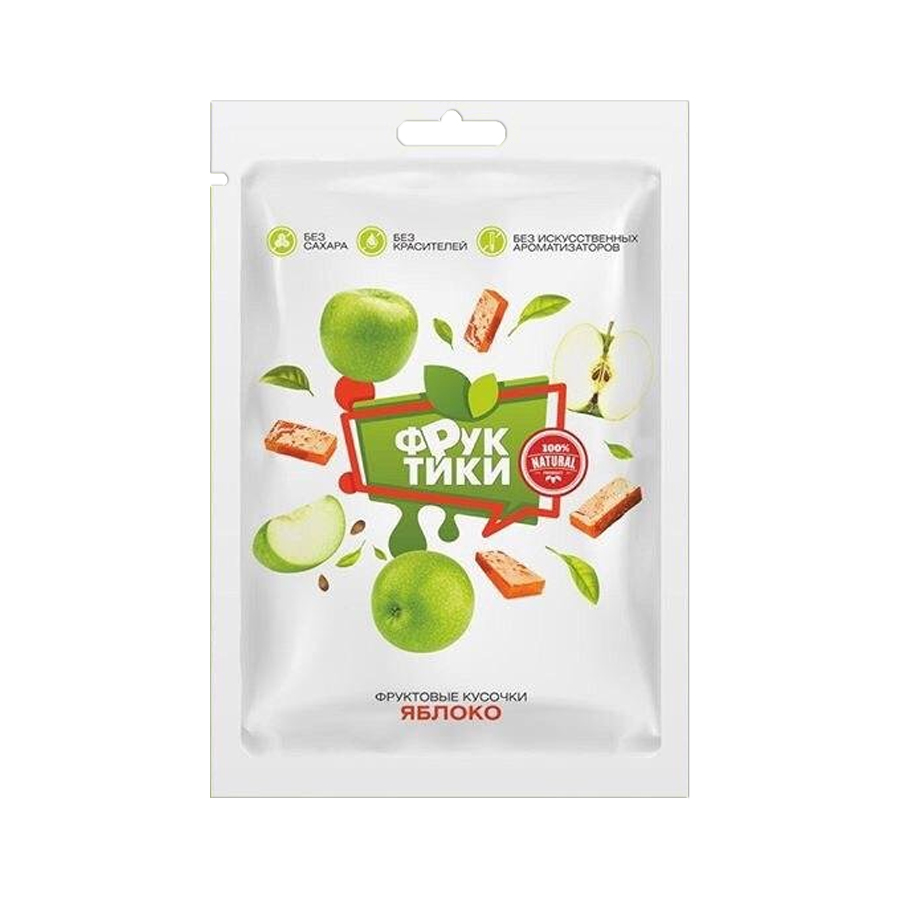 БЕЗ
САХАРА
БЕЗ
КРАСИТЕЛЕЙ
БЕЗ ИСКУССТВЕННЫХ
АРОМАТИЗАТОРОВ
ФРУК
ТИКИ
100%
NATURAL
ФРУКТОВЫЕ КУСОЧКИ
ЯБЛОКО